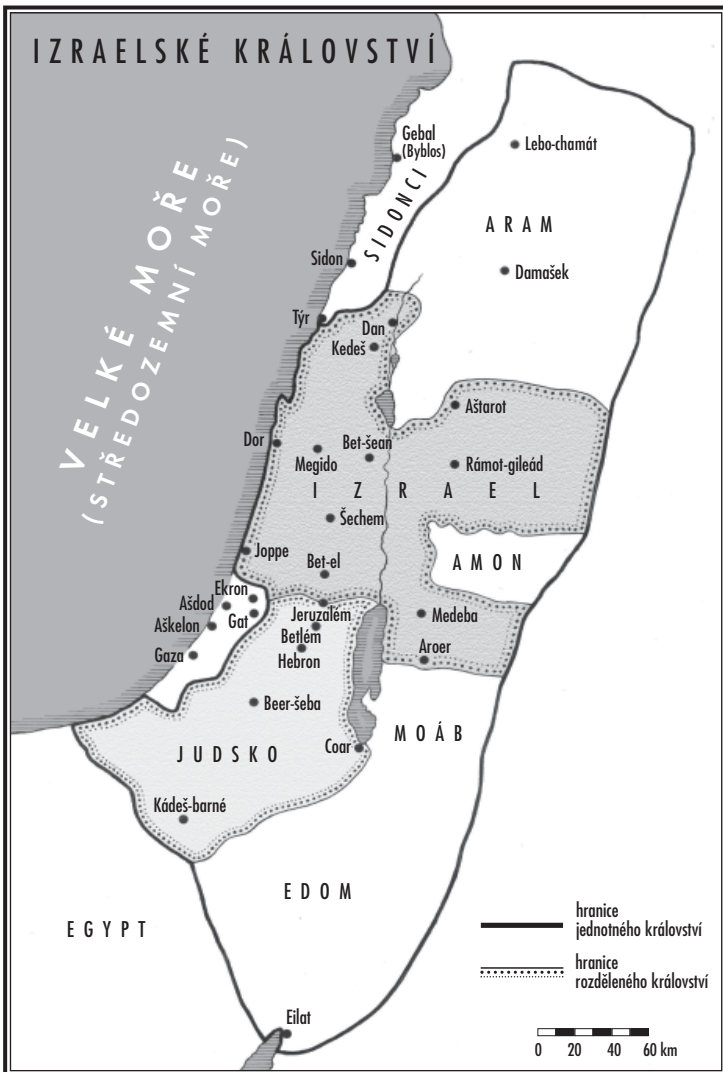 IZRAELSKÉ KRÁLOVSTVÍ
VELKÉ MOŘE
(STŘEDOZEMNÍ MOŘE)
Gebal
(Byblos)
Lebo-chamát
SIDONCI
ARAM
Sidon
Damašek
Týr
Dan
Kedeš
Aštarot
Dor
Bet-šean
Megido
Rámot-gileád
IZRAEL
Šechem
Joppe
AMON
Bet-el
Ekron
Ašdod
Jeruzalém
Medeba
Gat
Aškelon
Betlém
Hebron
Gaza
Aroer
Beer-šeba
MOÁB
JUDSKO
Coar
Kádeš-barné
EDOM
EGYPT
hranice
jednotného království
hranice
rozděleného království
Eilat
0 20 40 60 km